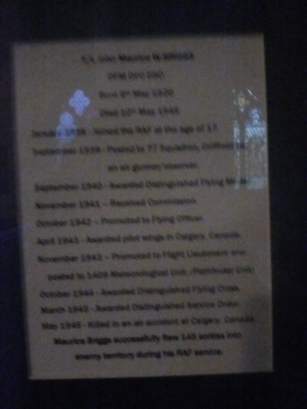 F/L John Maurice W BRIGGS
DFM DFC DSO
Born 8th May 1920
Died 10th May 1945
January 1938 - Joined the RAF at the age of 17
September 1939 - Posted to 77 Squadron,
an air gunner/observer.
September 1940 - Awarded Distinguished Flying Medal
November 1941 – Received Commission.
October 1942 – Promoted to Flying Officer.
April 1943 - Awarded pilot wings in Calgary, Canada.
November 1943 – Promoted to Flight Lieutenant and
posted to 1409 Meteorological Unit. (Pathfinder Unit)
October 1944 - Awarded Distinguished Flying Cross.
March 1945 - Awarded Distinguished Service Order.
May 1945 - Killed in an air accident at Calgary, Canada.
Maurice Briggs successfully flew sorties into
enemy territory during his RAF service.